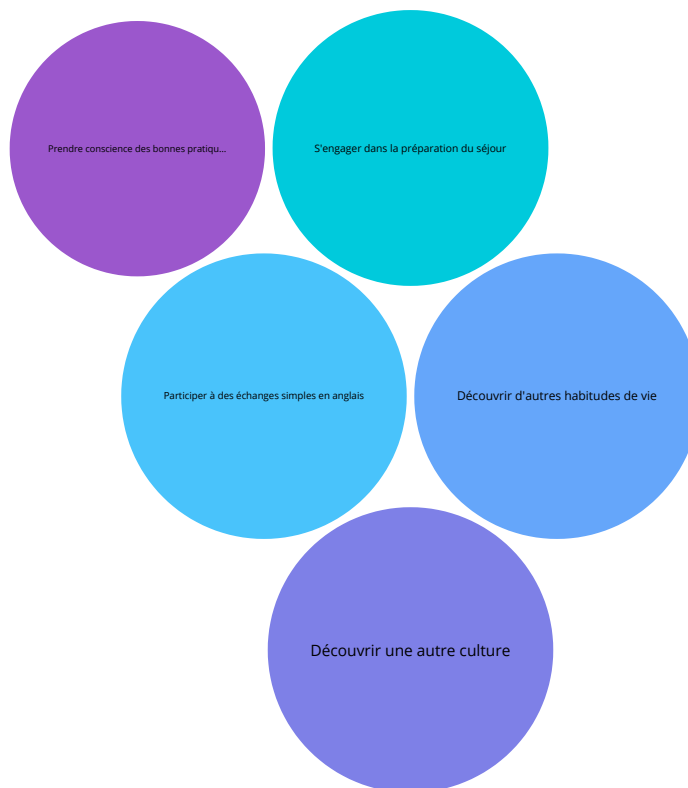 Prendre conscience des bonnes pratiqu...
S'engager dans la préparation du séjour
Participer à des échanges simples en anglais
Découvrir d'autres habitudes de vie
Découvrir une autre culture